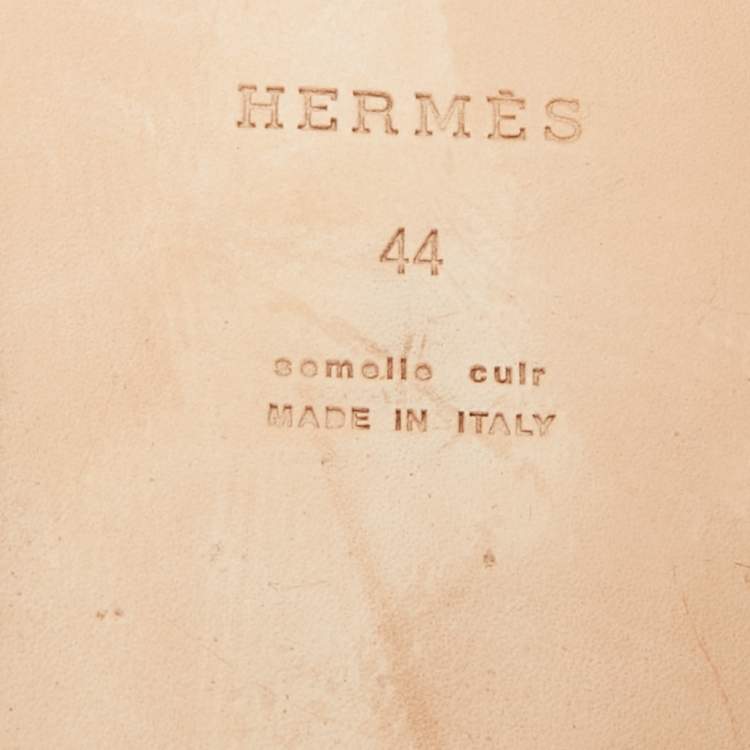 HERMÈS
44
semelle cuir
MADE IN ITALY